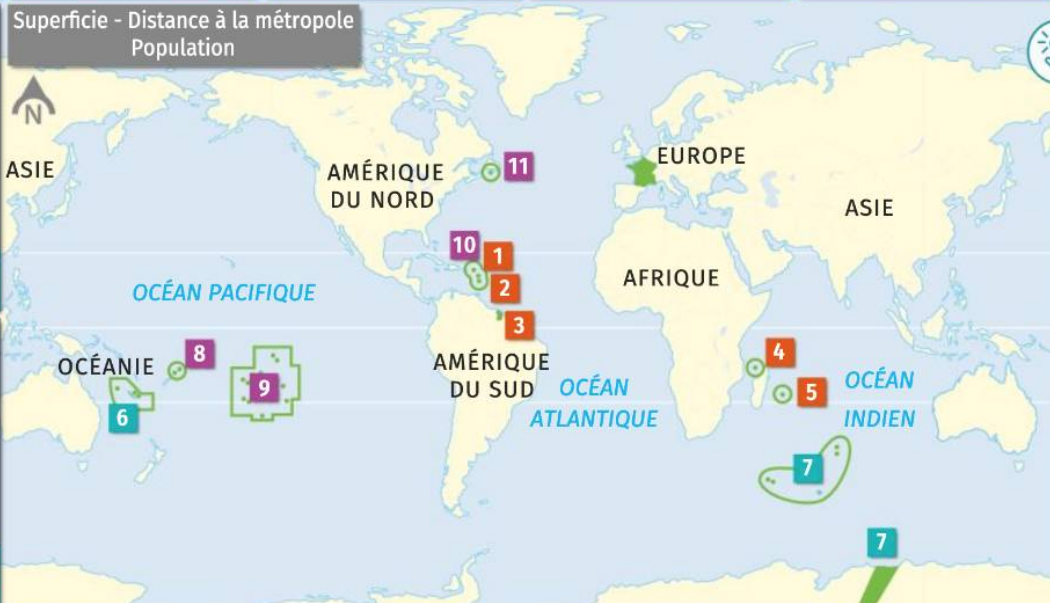 Superficie - Distance à la métropole
Population
N
ASIE
AMÉRIQUE
DU NORD
11
EUROPE
ASIE
10
1
2
3
AFRIQUE
OCÉAN PACIFIQUE
OCÉANIE
8
9
6
AMÉRIQUE
DU SUD
OCÉAN
ATLANTIQUE
4
5
OCÉAN
INDIEN
7
7